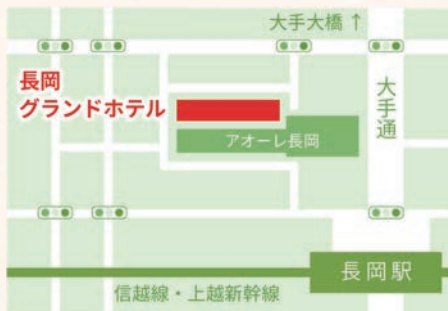 大手大橋 ↑
長岡
グランドホテル
大手通
アオーレ長岡
長岡駅
信越線・上越新幹線